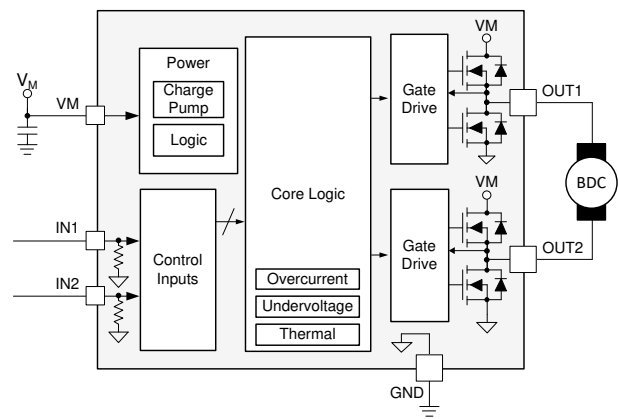 VM
VM
Power
Charge
Pump
Logic
Control
Inputs
IN1
IN2
Core Logic
Overcurrent
Undervoltage
Thermal
Gate
Drive
VM
OUT1
BDC
Gate
Drive
VM
OUT2
GND